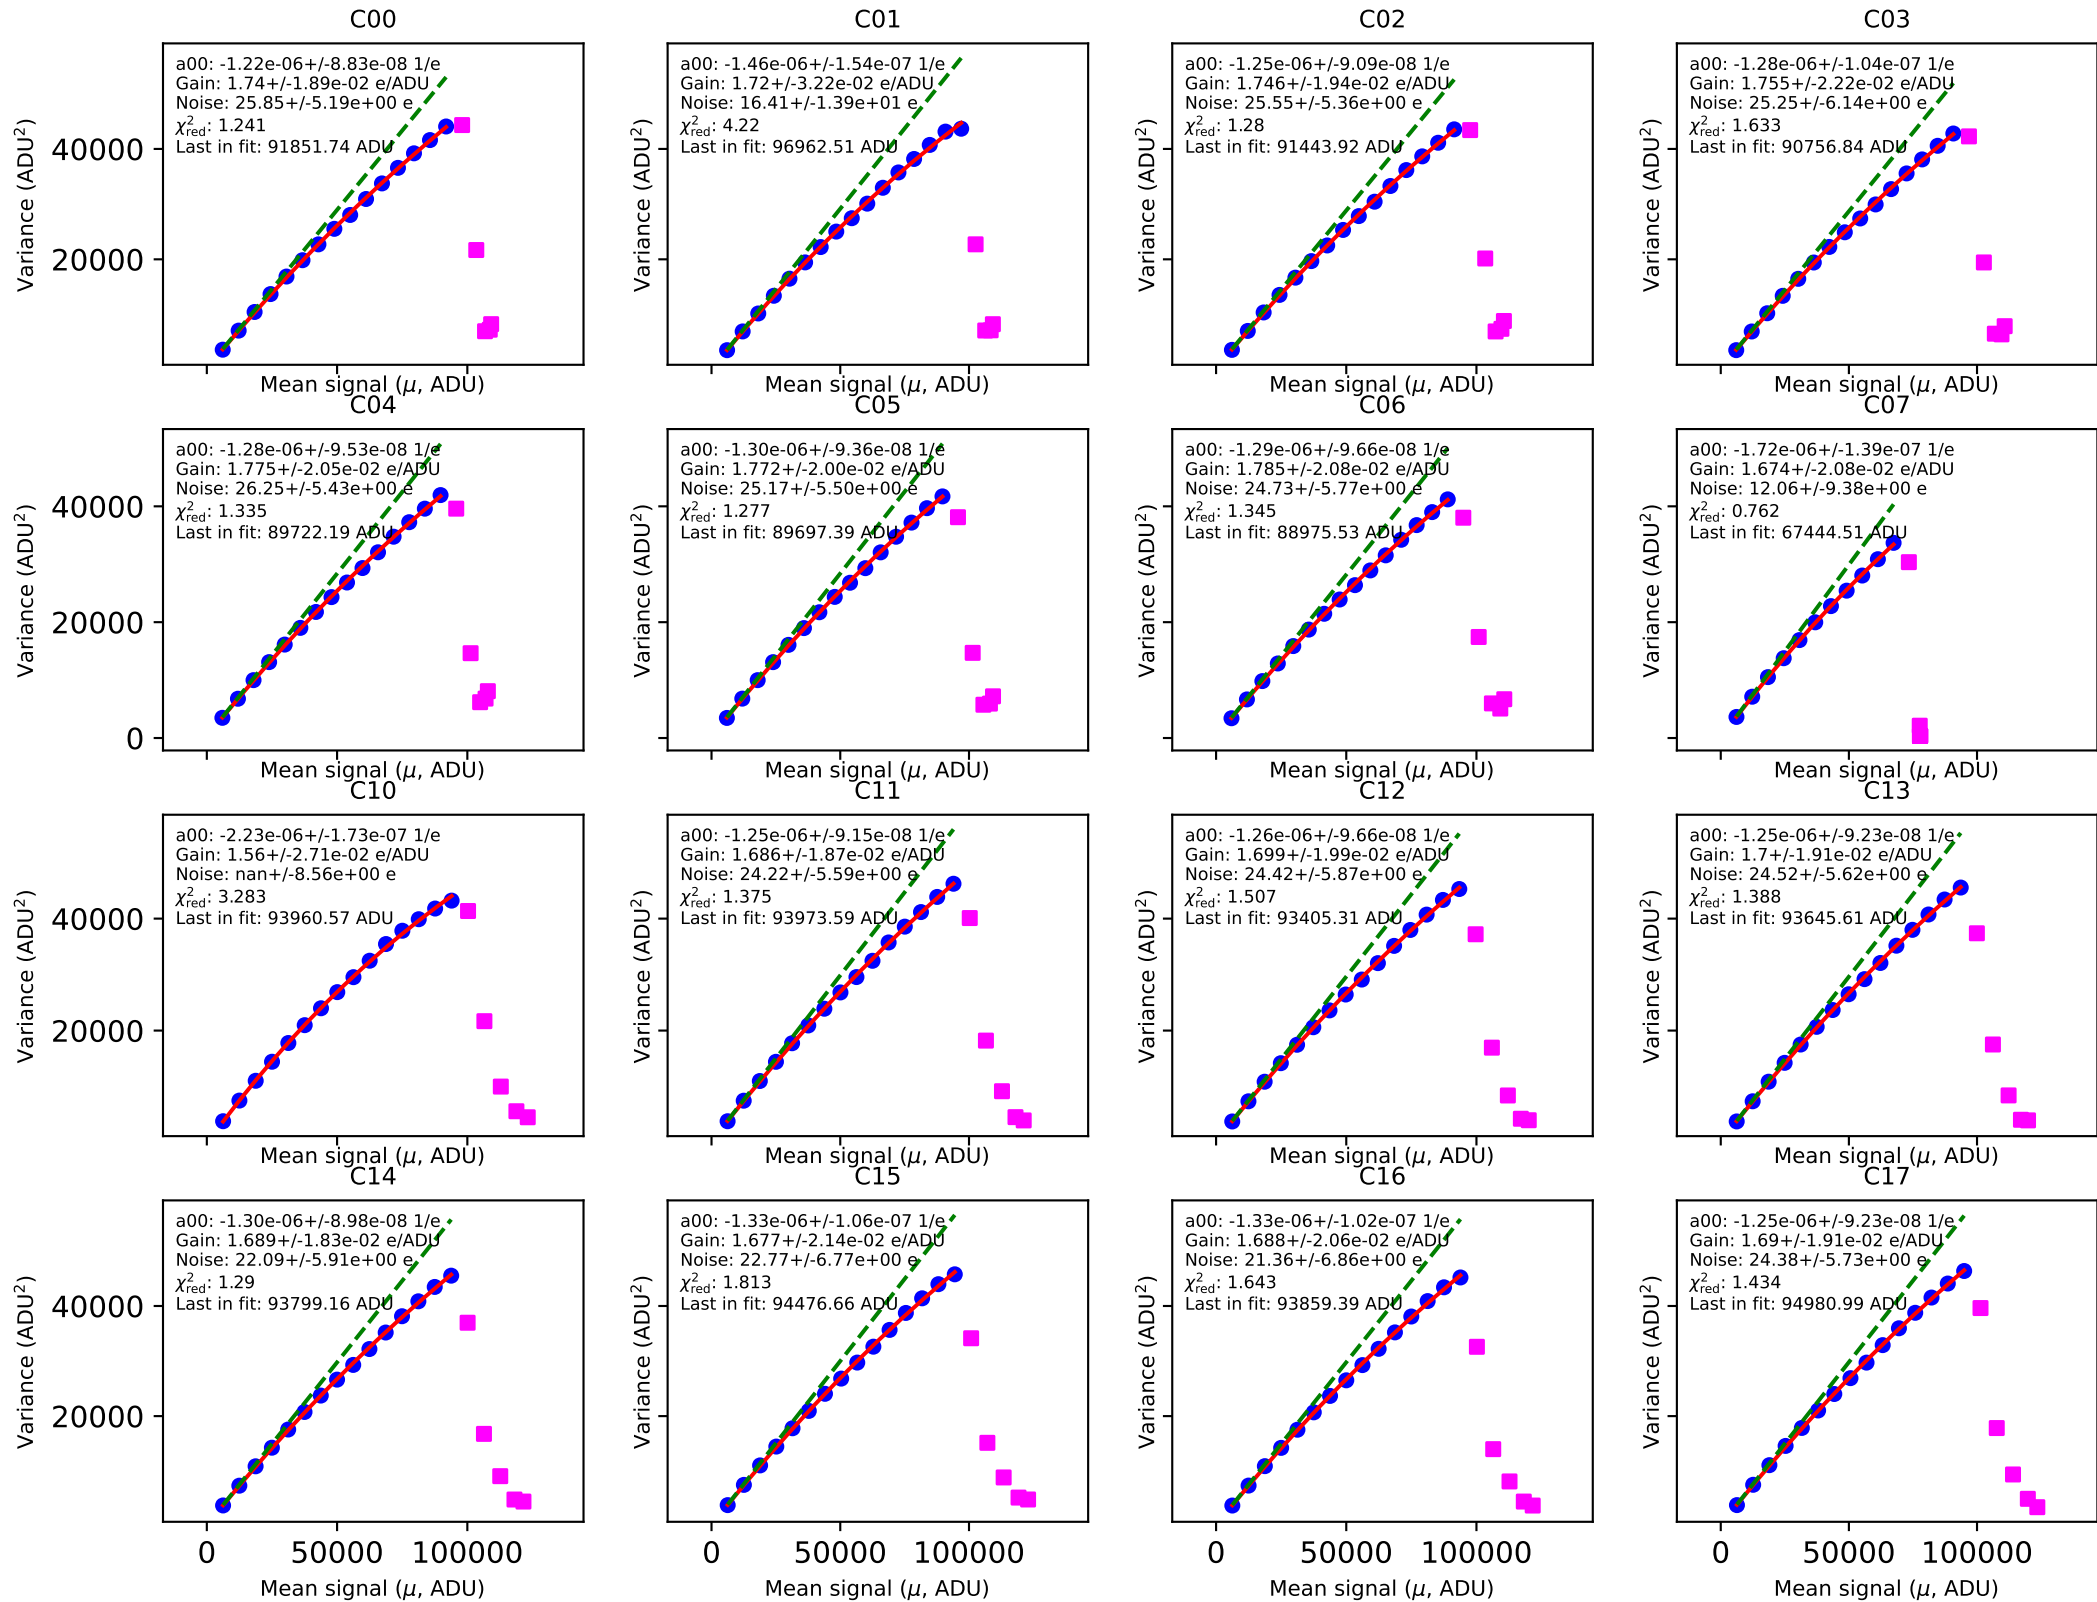 C00
a00: -1.22e-06+/-8.83e-08 1/e
Gain: 1.74+/-1.89e-02 e/ADU
Noise: 25.85+/-5.19e+00 e
χ²red: 1.241
Last in fit: 91851.74 ADU
Variance (ADU²)
40000
20000
Mean signal (μ, ADU)
C01
a00: -1.46e-06+/-1.54e-07 1/e
Gain: 1.72+/-3.22e-02 e/ADU
Noise: 16.41+/-1.39e+01 e
χ²red: 4.22
Last in fit: 96962.51 ADU
Variance (ADU²)
Mean signal (μ, ADU)
C02
a00: -1.25e-06+/-9.09e-08 1/e
Gain: 1.746+/-1.94e-02 e/ADU
Noise: 25.55+/-5.36e+00 e
χ²red: 1.28
Last in fit: 91443.92 ADU
Variance (ADU²)
Mean signal (μ, ADU)
C03
a00: -1.28e-06+/-1.04e-07 1/e
Gain: 1.755+/-2.22e-02 e/ADU
Noise: 25.25+/-6.14e+00 e
χ²red: 1.633
Last in fit: 90756.84 ADU
Variance (ADU²)
Mean signal (μ, ADU)
C04
a00: -1.28e-06+/-9.53e-08 1/e
Gain: 1.775+/-2.05e-02 e/ADU
Noise: 26.25+/-5.43e+00 e
χ²red: 1.335
Last in fit: 89722.19 ADU
Variance (ADU²)
40000
20000
0
Mean signal (μ, ADU)
C05
a00: -1.30e-06+/-9.36e-08 1/e
Gain: 1.772+/-2.00e-02 e/ADU
Noise: 25.17+/-5.50e+00 e
χ²red: 1.277
Last in fit: 89697.39 ADU
Variance (ADU²)
Mean signal (μ, ADU)
C06
a00: -1.29e-06+/-9.66e-08 1/e
Gain: 1.785+/-2.08e-02 e/ADU
Noise: 24.73+/-5.77e+00 e
χ²red: 1.345
Last in fit: 88975.53 ADU
Variance (ADU²)
Mean signal (μ, ADU)
C07
a00: -1.72e-06+/-1.39e-07 1/e
Gain: 1.674+/-2.08e-02 e/ADU
Noise: 12.06+/-9.38e+00 e
χ²red: 0.762
Last in fit: 67444.51 ADU
Variance (ADU²)
Mean signal (μ, ADU)
C10
a00: -2.23e-06+/-1.73e-07 1/e
Gain: 1.56+/-2.71e-02 e/ADU
Noise: nan+/-8.56e+00 e
χ²red: 3.283
Last in fit: 93960.57 ADU
Variance (ADU²)
40000
20000
Mean signal (μ, ADU)
C11
a00: -1.25e-06+/-9.15e-08 1/e
Gain: 1.686+/-1.87e-02 e/ADU
Noise: 24.22+/-5.59e+00 e
χ²red: 1.375
Last in fit: 93973.59 ADU
Variance (ADU²)
Mean signal (μ, ADU)
C12
a00: -1.26e-06+/-9.66e-08 1/e
Gain: 1.699+/-1.99e-02 e/ADU
Noise: 24.42+/-5.87e+00 e
χ²red: 1.507
Last in fit: 93405.31 ADU
Variance (ADU²)
Mean signal (μ, ADU)
C13
a00: -1.25e-06+/-9.23e-08 1/e
Gain: 1.7+/-1.91e-02 e/ADU
Noise: 24.52+/-5.62e+00 e
χ²red: 1.388
Last in fit: 93645.61 ADU
Variance (ADU²)
Mean signal (μ, ADU)
C14
a00: -1.30e-06+/-8.98e-08 1/e
Gain: 1.689+/-1.83e-02 e/ADU
Noise: 22.09+/-5.91e+00 e
χ²red: 1.29
Last in fit: 93799.16 ADU
Variance (ADU²)
40000
20000
0 50000 100000
Mean signal (μ, ADU)
C15
a00: -1.33e-06+/-1.06e-07 1/e
Gain: 1.677+/-2.14e-02 e/ADU
Noise: 22.77+/-6.77e+00 e
χ²red: 1.813
Last in fit: 94476.66 ADU
Variance (ADU²)
0 50000 100000
Mean signal (μ, ADU)
C16
a00: -1.33e-06+/-1.02e-07 1/e
Gain: 1.688+/-2.06e-02 e/ADU
Noise: 21.36+/-6.86e+00 e
χ²red: 1.643
Last in fit: 93859.39 ADU
Variance (ADU²)
0 50000 100000
Mean signal (μ, ADU)
C17
a00: -1.25e-06+/-9.23e-08 1/e
Gain: 1.69+/-1.91e-02 e/ADU
Noise: 24.38+/-5.73e+00 e
χ²red: 1.434
Last in fit: 94980.99 ADU
Variance (ADU²)
0 50000 100000
Mean signal (μ, ADU)